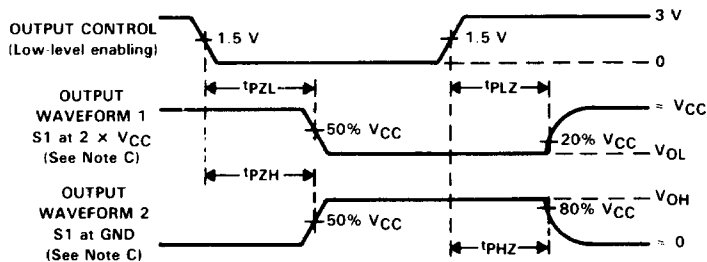 OUTPUT CONTROL
(Low-level enabling)
1.5 V
1.5 V
3 V
0
tPZL
tPLZ
OUTPUT
WAVEFORM 1
S1 at 2 × VCC
(See Note C)
50% VCC
20% VCC
≈ VCC
VOL
tPZH
OUTPUT
WAVEFORM 2
S1 at GND
(See Note C)
50% VCC
80% VCC
VOH
≈ 0
tPHZ